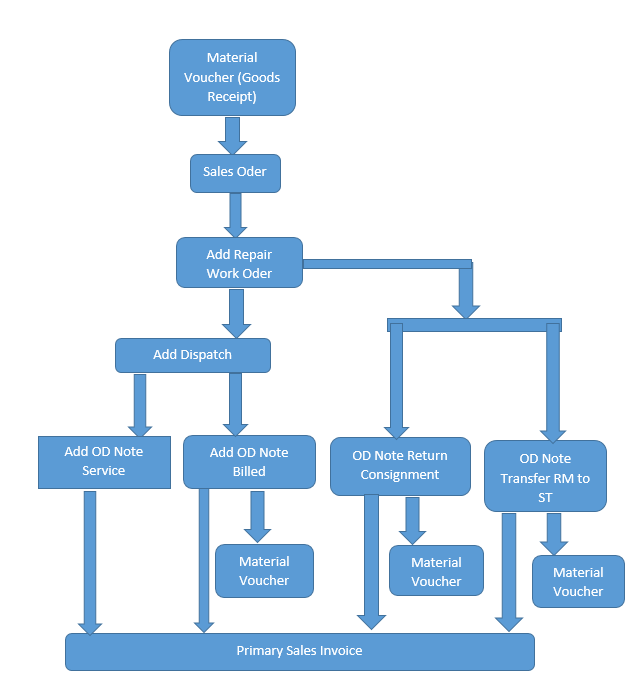 Material
Voucher (Goods
Receipt)
Sales Oder
Add Repair
Work Oder
Add Dispatch
Add OD Note
Service
Add OD Note
Billed
OD Note Return
Consignment
OD Note
Transfer RM to
ST
Material
Voucher
Material
Voucher
Material
Voucher
Primary Sales Invoice